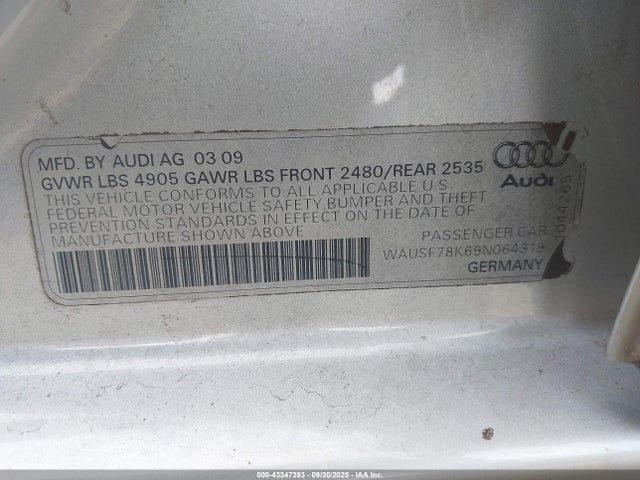 MFD. BY AUDI AG 03 09
GVWR LBS 4905 GAWR LBS FRONT 2480/REAR 2535
THIS VEHICLE CONFORMS TO ALL APPLICABLE U S
FEDERAL MOTOR VEHICLE SAFETY, BUMPER AND THEFT
PREVENTION STANDARDS IN EFFECT ON THE DATE OF
MANUFACTURE SHOWN ABOVE
Audi
PASSENGER CAR
WAUSF78K69N064319
GERMANY
000-43347393 - 09/30/2025 - IAA Inc.